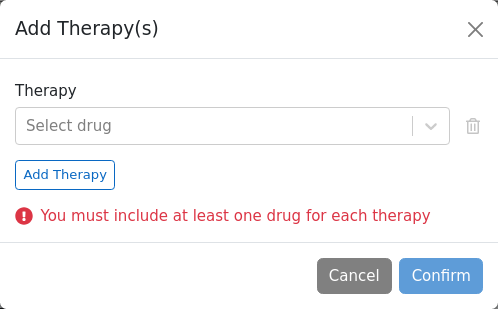 Add Therapy(s)
Therapy
Select drug
Add Therapy
You must include at least one drug for each therapy
Cancel
Confirm